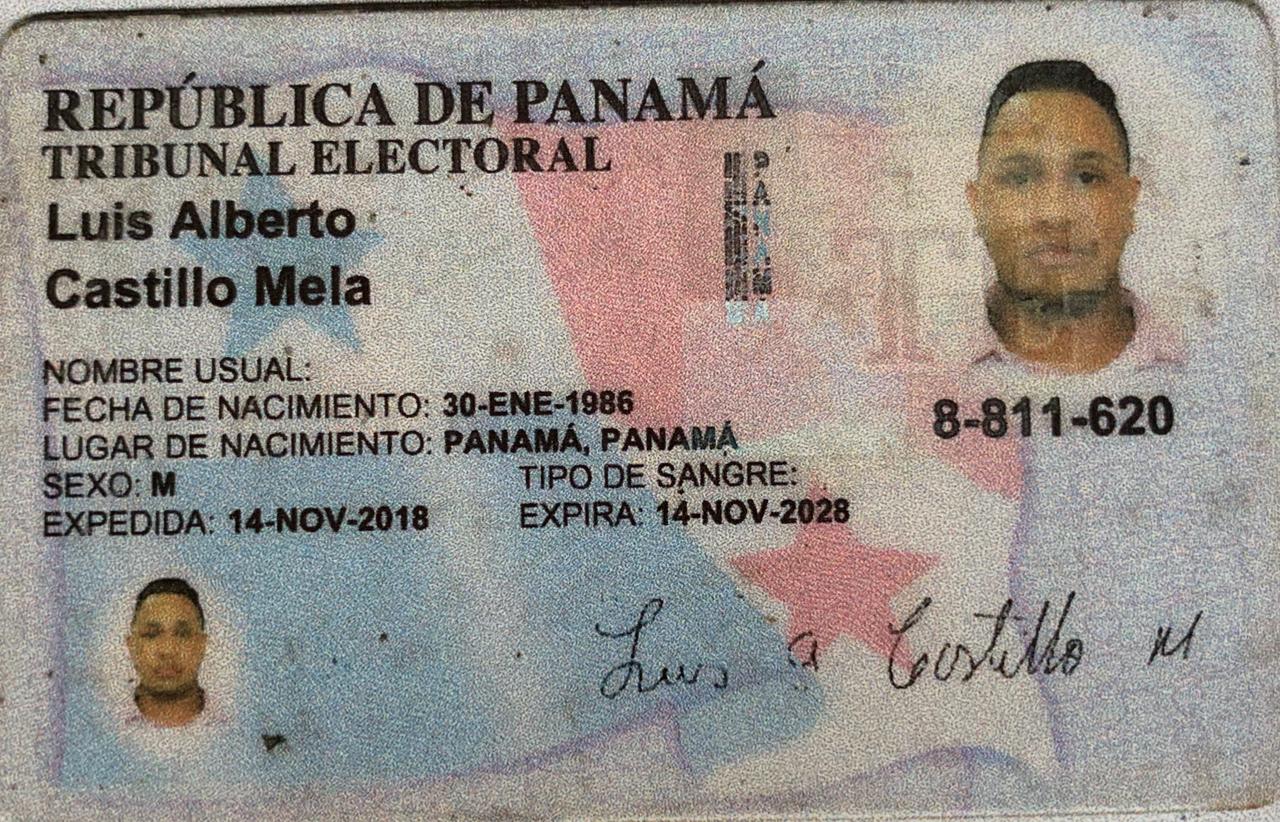 REPÚBLICA DE PANAMÁ
TRIBUNAL ELECTORAL
Luis Alberto
Castillo Mela
PANAMA
NOMBRE USUAL:
FECHA DE NACIMIENTO: 30-ENE-1986
LUGAR DE NACIMIENTO: PANAMÁ, PANAMÁ
SEXO: M
TIPO DE SANGRE:
EXPEDIDA: 14-NOV-2018
EXPIRA: 14-NOV-2028
8-811-620
Luis a Castillo M